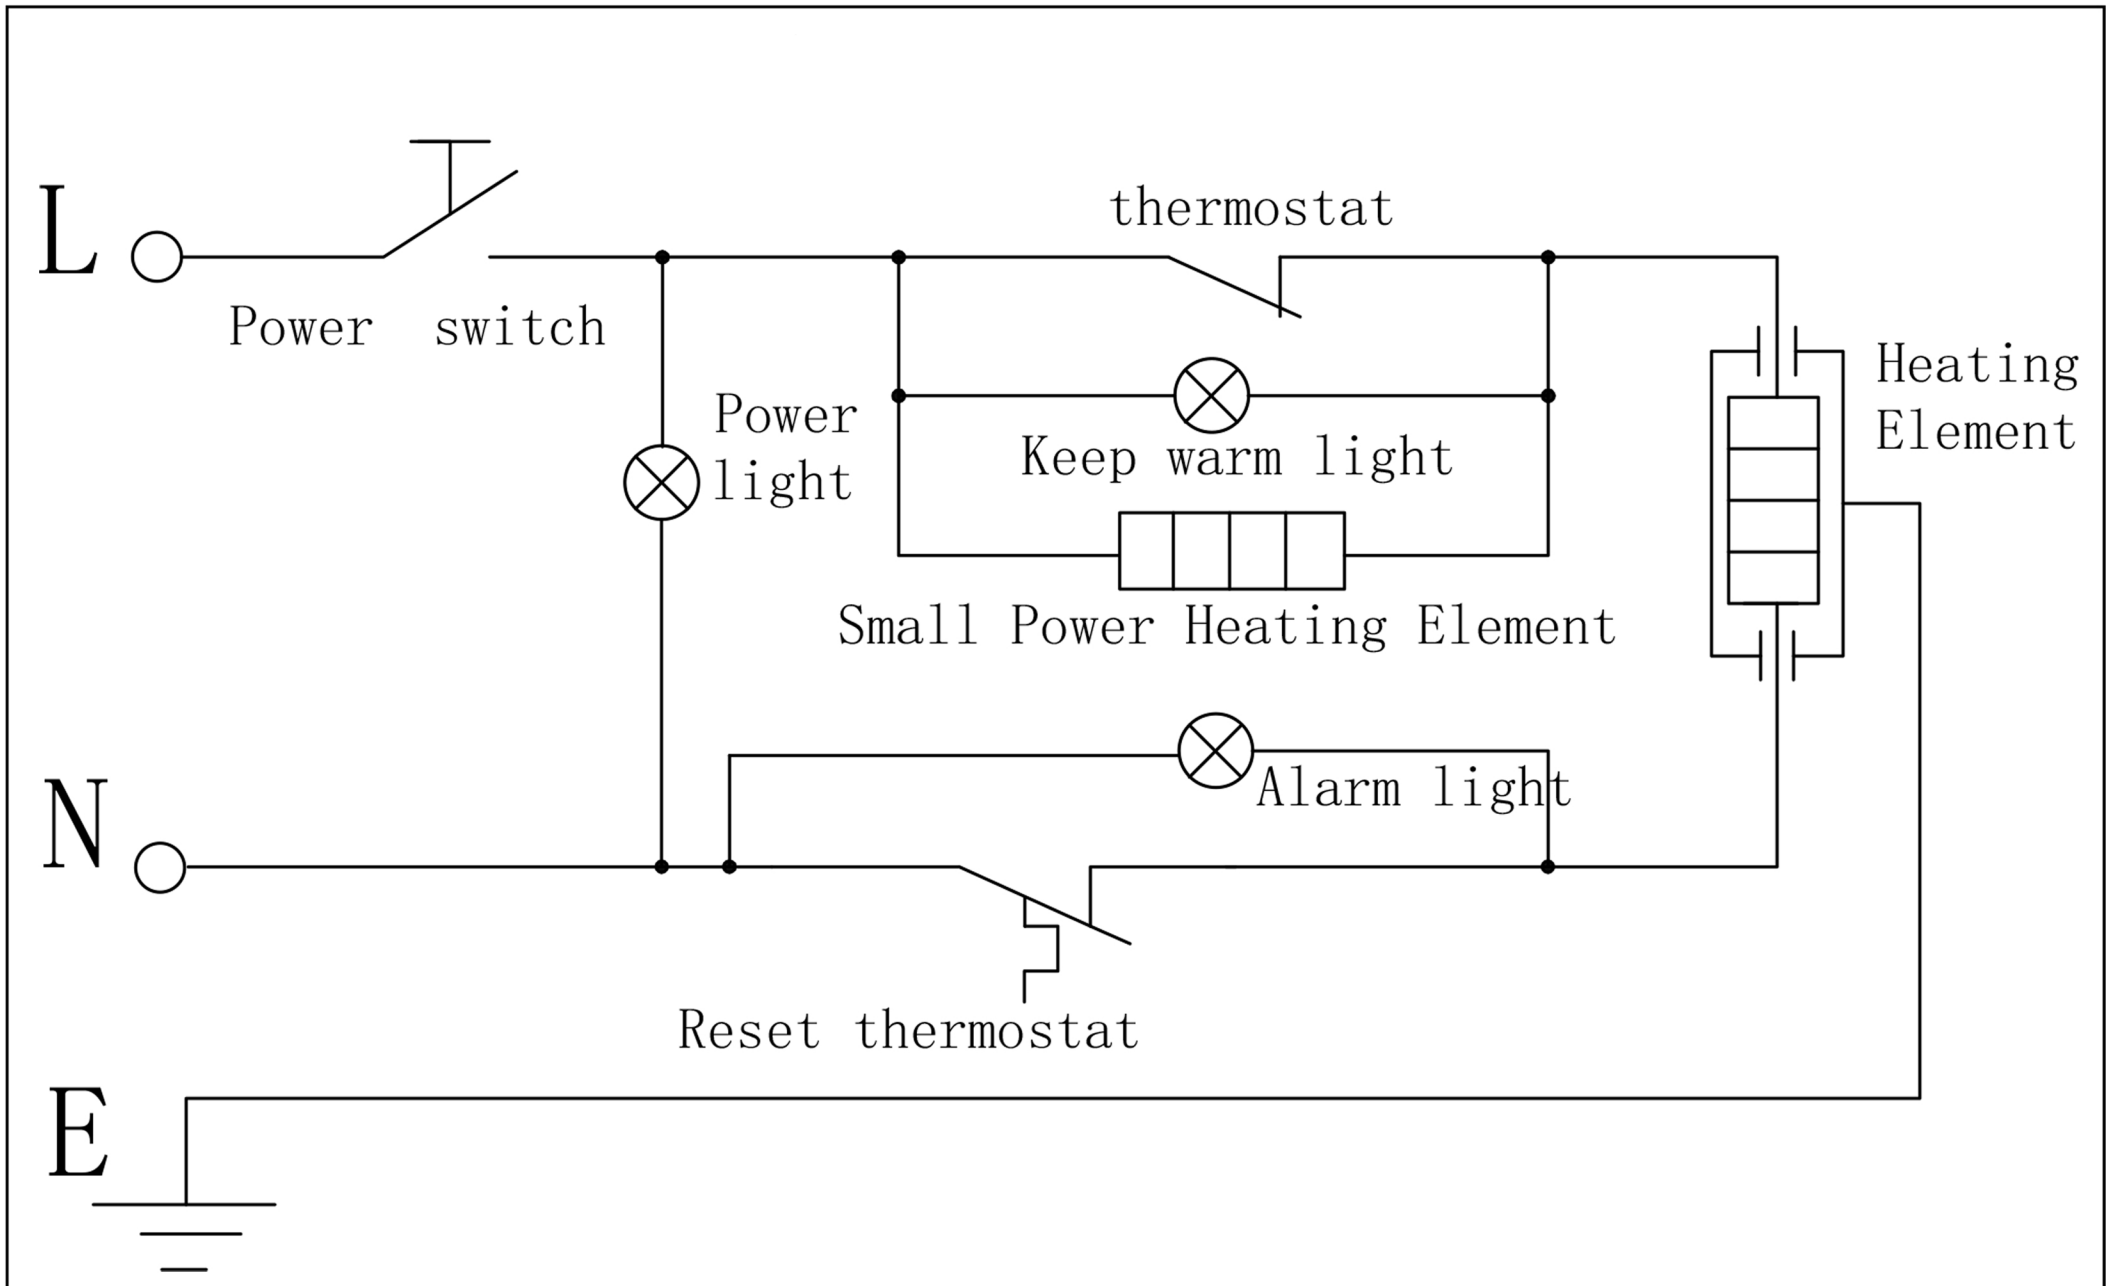 L
thermostat
Power switch
Heating
Element
Power
light
Keep warm light
Small Power Heating Element
N
Alarm light
Reset thermostat
E